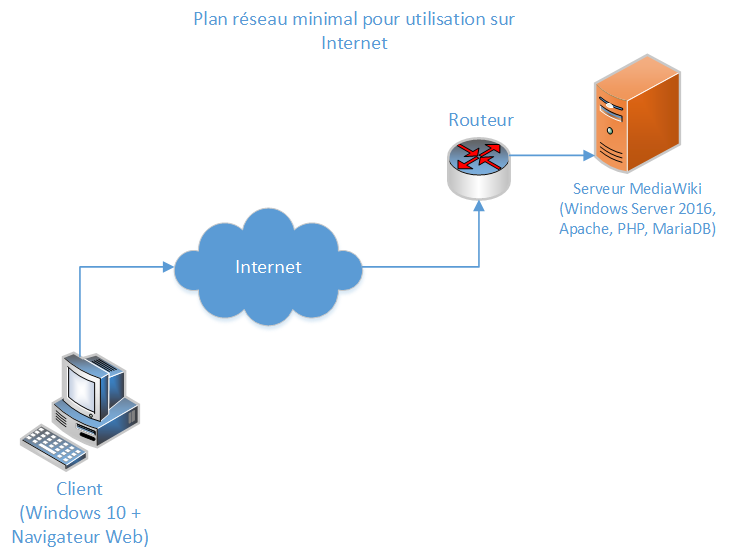 Plan réseau minimal pour utilisation sur
Internet
Routeur
Serveur MediaWiki
(Windows Server 2016,
Apache, PHP, MariaDB)
Internet
Client
(Windows 10 +
Navigateur Web)